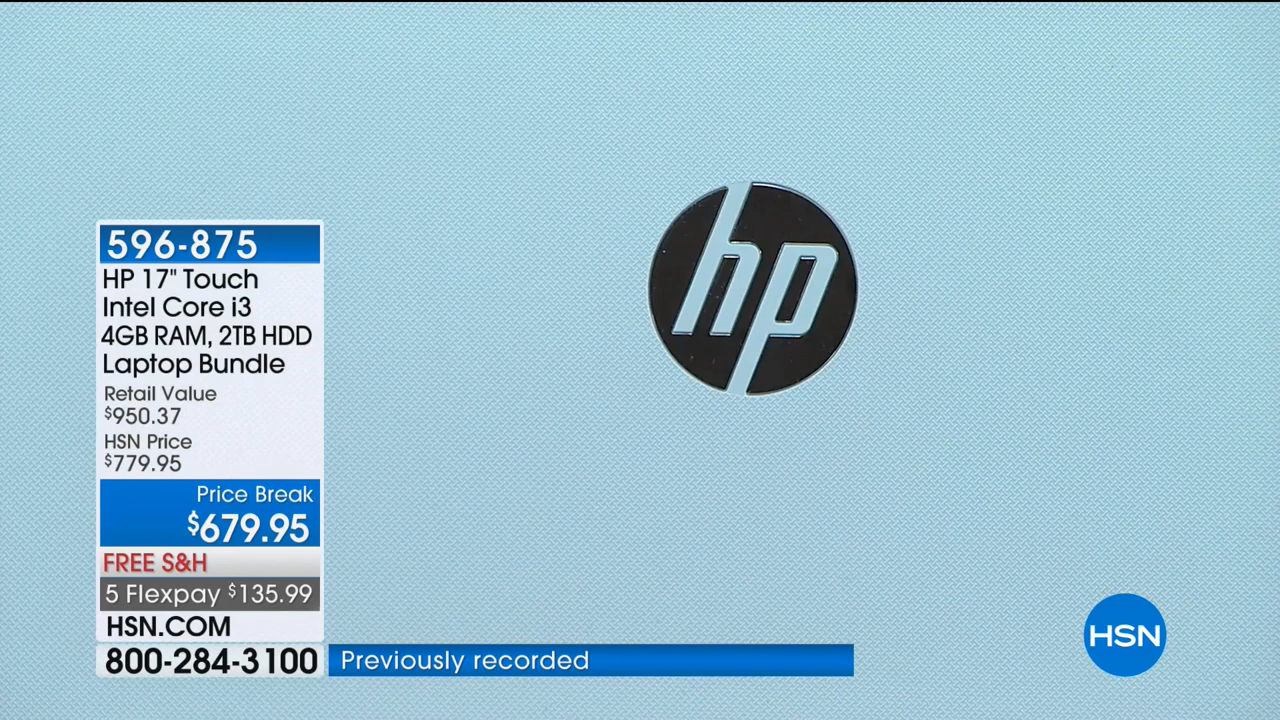 hp
596-875
HP 17" Touch
Intel Core i3
4GB RAM, 2TB HDD
Laptop Bundle
Retail Value
$950.37
HSN Price
$779.95
Price Break
$679.95
FREE S&H
5 Flexpay $135.99
HSN.COM
800-284-3100
Previously recorded
HSN